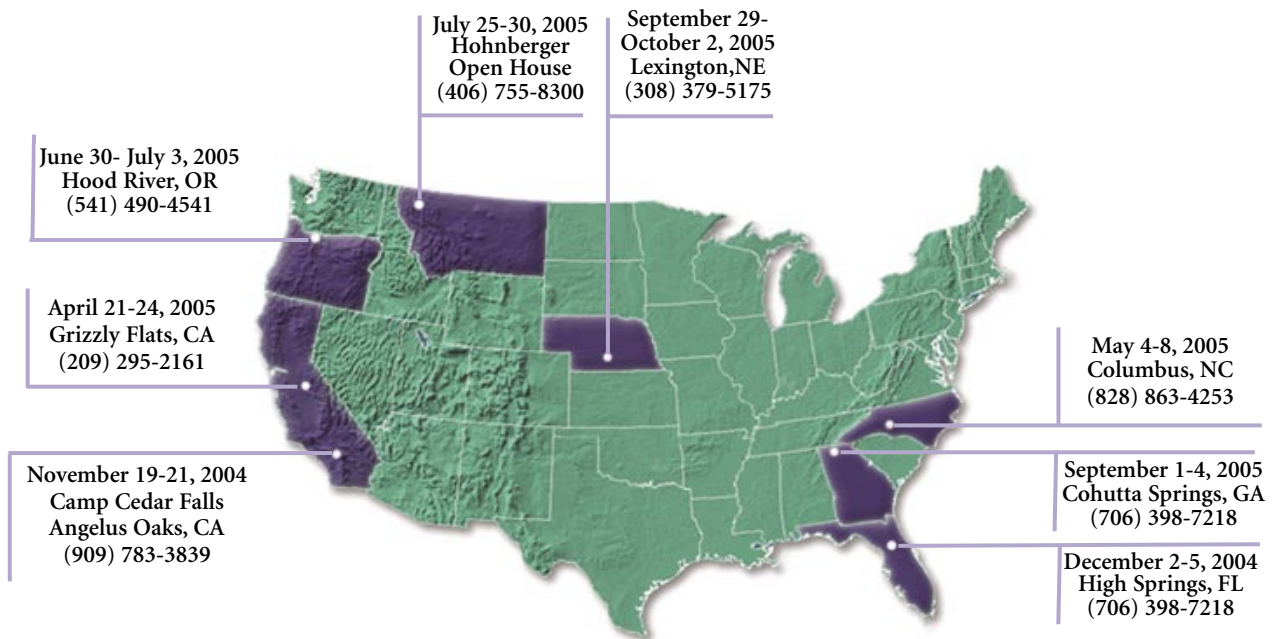 July 25-30, 2005
Hohnberger
Open House
(406) 755-8300
September 29-
October 2, 2005
Lexington,NE
(308) 379-5175
June 30- July 3, 2005
Hood River, OR
(541) 490-4541
April 21-24, 2005
Grizzly Flats, CA
(209) 295-2161
November 19-21, 2004
Camp Cedar Falls
Angelus Oaks, CA
(909) 783-3839
May 4-8, 2005
Columbus, NC
(828) 863-4253
September 1-4, 2005
Cohutta Springs, GA
(706) 398-7218
December 2-5, 2004
High Springs, FL
(706) 398-7218